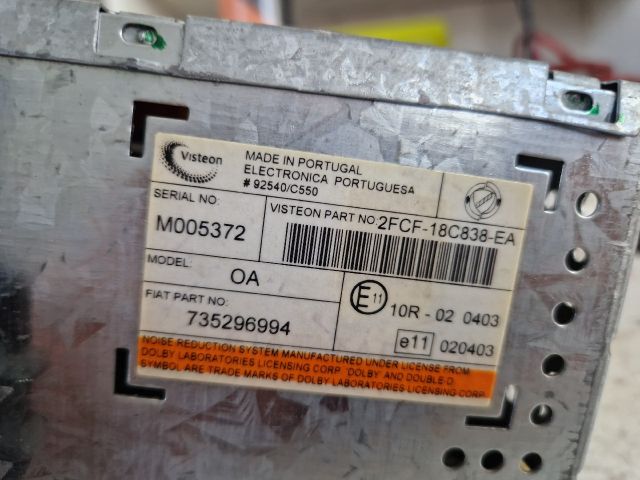 Visteon
MADE IN PORTUGAL
ELECTRONICA PORTUGUESA
# 92540/C550
SERIAL NO:
M005372
VISTEON PART NO:
2FCF-18C838-EA
MODEL:
OA
E11
10R - 02 0403
FIAT PART NO:
735296994
e11
020403
NOISE REDUCTION SYSTEM MANUFACTURED UNDER LICENSE FROM
DOLBY LABORATORIES LICENSING CORP. 'DOLBY' AND DOUBLE-D
SYMBOL ARE TRADE MARKS OF DOLBY LABORATORIES LICENSING CORP.